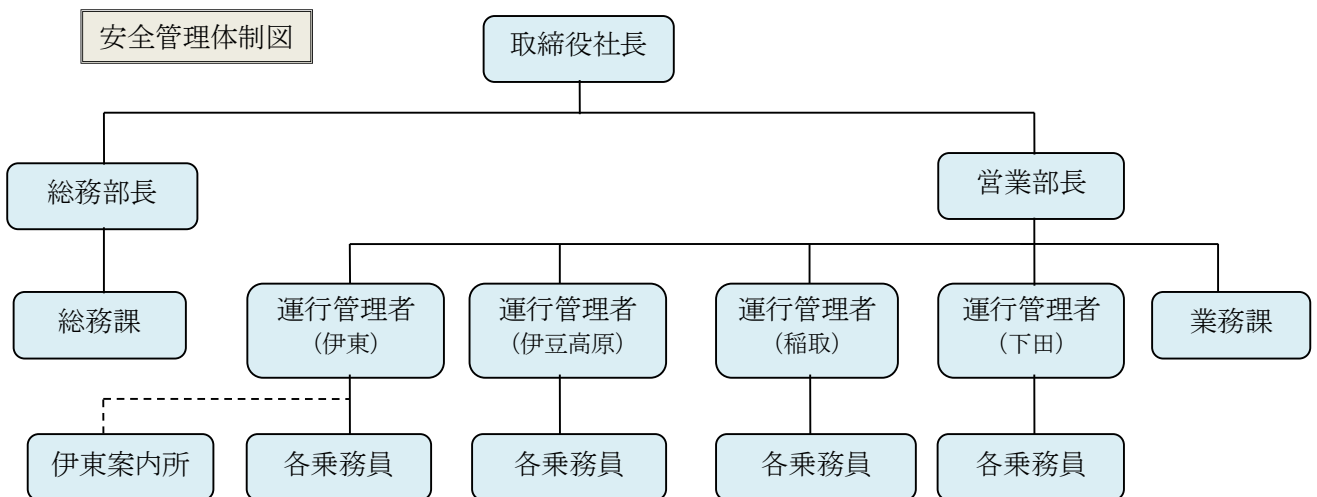 安全管理体制図
取締役社長
総務部長
営業部長
総務課
運行管理者
(伊東)
運行管理者
(伊豆高原)
運行管理者
(稲取)
運行管理者
(下田)
業務課
伊東案内所
各乗務員
各乗務員
各乗務員
各乗務員